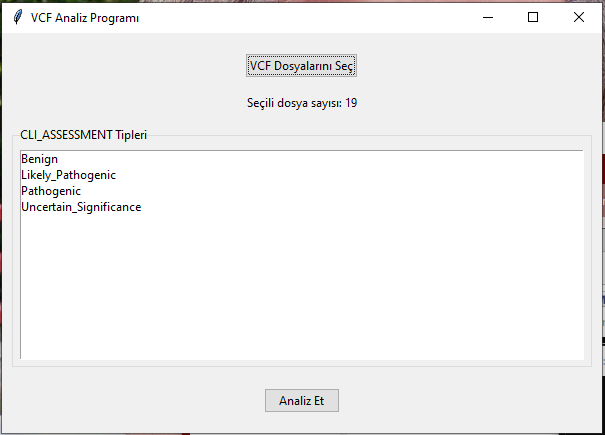 VCF Analiz Programı
VCF Dosyalarını Seç
Seçili dosya sayısı: 19
CLI_ASSESSMENT Tipleri
Benign
Likely_Pathogenic
Pathogenic
Uncertain_Significance
Analiz Et